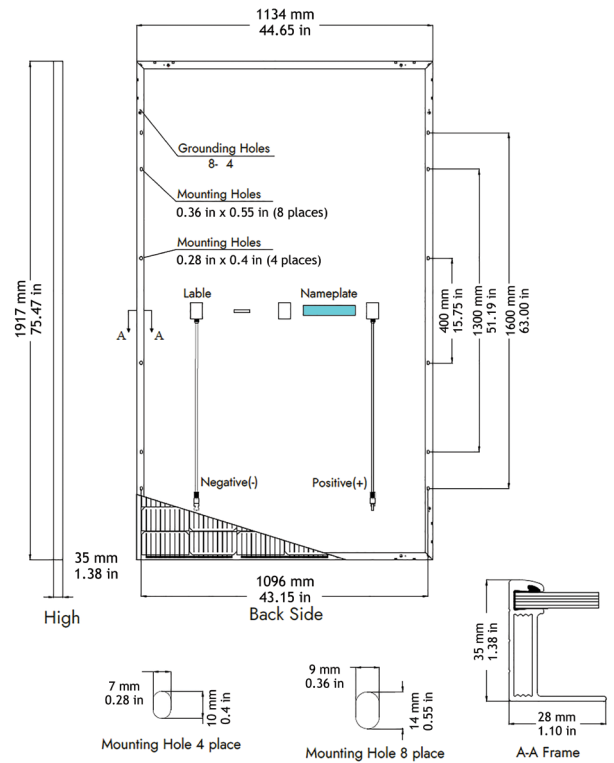 1134 mm
44.65 in
Grounding Holes
8- 4
Mounting Holes
0.36 in x 0.55 in (8 places)
Mounting Holes
0.28 in x 0.4 in (4 places)
Lable
Nameplate
1917 mm
75.47 in
A
A
400 mm
15.75 in
1300 mm
51.19 in
1600 mm
63.00 in
Negative(-)
Positive(+)
35 mm
1.38 in
1096 mm
43.15 in
High
Back Side
7 mm
0.28 in
10 mm
0.4 in
Mounting Hole 4 place
9 mm
0.36 in
14 mm
0.55 in
Mounting Hole 8 place
35 mm
1.38 in
28 mm
1.10 in
A-A Frame